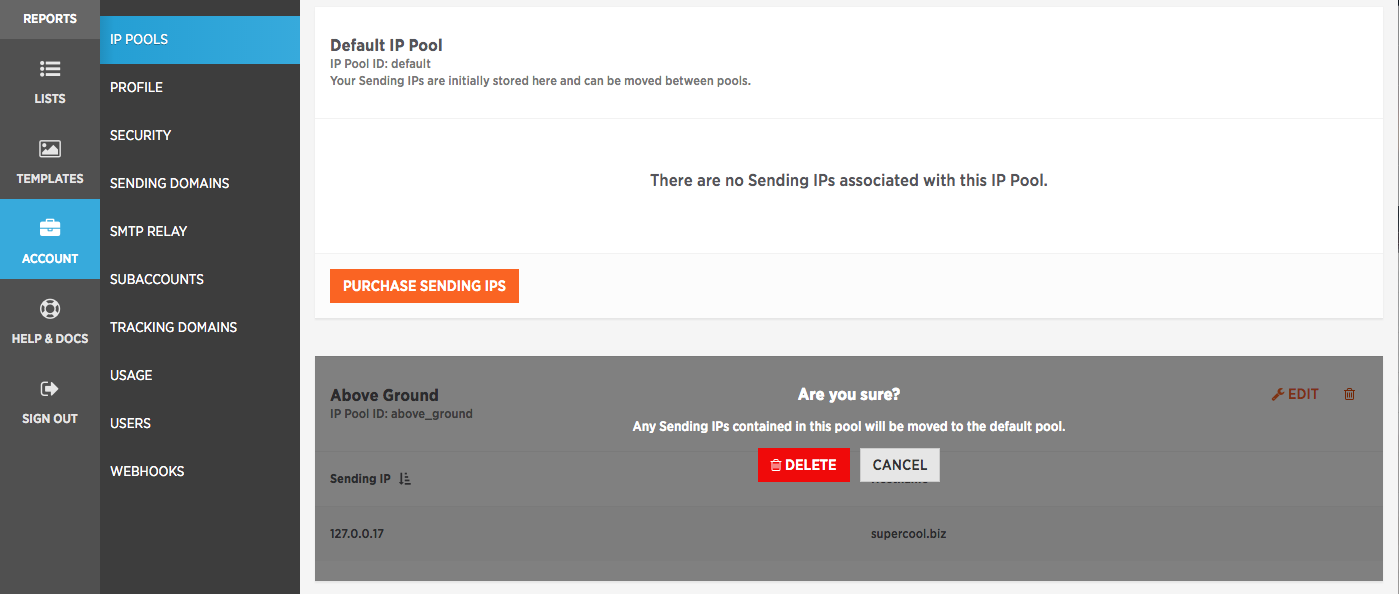 REPORTS
LISTS
TEMPLATES
ACCOUNT
HELP & DOCS
SIGN OUT
IP POOLS
PROFILE
SECURITY
SENDING DOMAINS
SMTP RELAY
SUBACCOUNTS
TRACKING DOMAINS
USAGE
USERS
WEBHOOKS
Default IP Pool
IP Pool ID: default
Your Sending IPs are initially stored here and can be moved between pools.
There are no Sending IPs associated with this IP Pool.
PURCHASE SENDING IPS
Above Ground
IP Pool ID: above_ground
Are you sure?
EDIT
Any Sending IPs contained in this pool will be moved to the default pool.
DELETE
CANCEL
Sending IP
127.0.0.17
supercool.biz